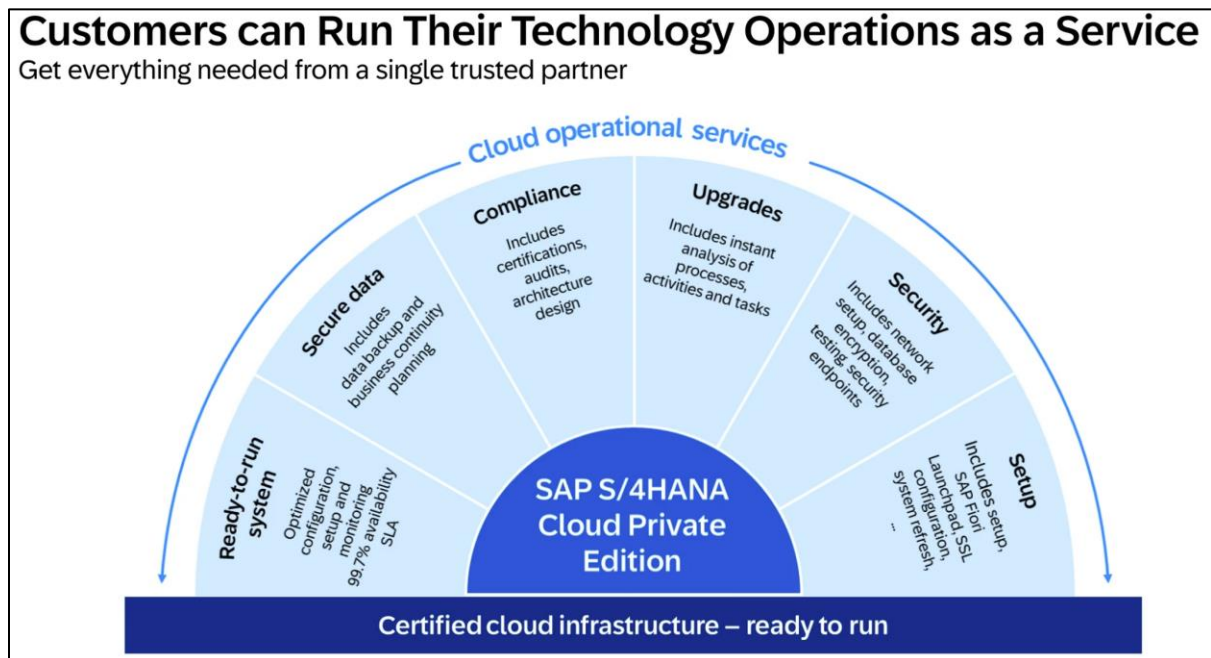 Customers can Run Their Technology Operations as a Service
Get everything needed from a single trusted partner
Cloud operational services
Ready-to-run
system
Optimized
configuration,
setup and
monitoring
99.7% availability
SLA
Secure data
Includes
data backup and
business continuity
planning
Compliance
Includes
certifications,
audits,
architecture
design
Upgrades
Includes instant
analysis of
processes,
activities and tasks
Security
Includes network
setup, database
encryption,
testing, security
endpoints
Setup
Includes setup,
SAP Fiori
Launchpad, SSL
configuration,
system refresh,
...
SAP S/4HANA
Cloud Private
Edition
Certified cloud infrastructure – ready to run